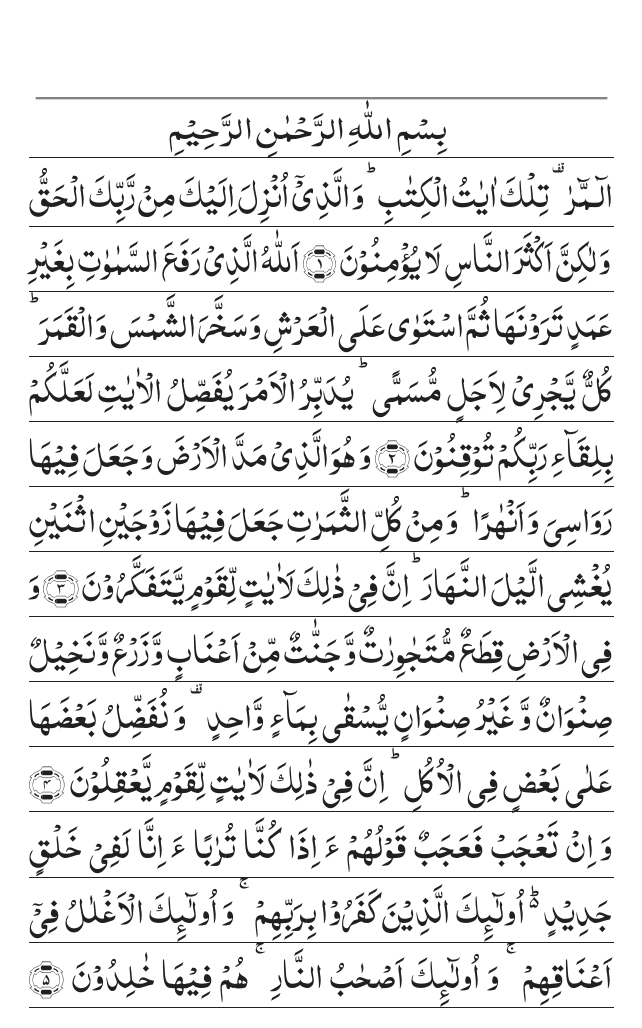 بِسْمِ اللّٰهِ الرَّحْمٰنِ الرَّحِیْمِ
الٓـمّٓرٰ ۫ تِلْكَ اٰیٰتُ الْكِتٰبِ ؕ وَ الَّذِیْۤ اُنْزِلَ اِلَیْكَ مِنْ رَّبِّكَ الْحَقُّ
وَ لٰكِنَّ اَكْثَرَ النَّاسِ لَا یُؤْمِنُوْنَ ﴿۱﴾ اَللّٰهُ الَّذِیْ رَفَعَ السَّمٰوٰتِ بِغَیْرِ
عَمَدٍ تَرَوْنَهَا ثُمَّ اسْتَوٰی عَلَی الْعَرْشِ وَ سَخَّرَ الشَّمْسَ وَ الْقَمَرَ ؕ
كُلٌّ یَّجْرِیْ لِاَجَلٍ مُّسَمًّی ؕ یُدَبِّرُ الْاَمْرَ یُفَصِّلُ الْاٰیٰتِ لَعَلَّكُمْ
بِلِقَآءِ رَبِّكُمْ تُوْقِنُوْنَ ﴿۲﴾ وَ هُوَ الَّذِیْ مَدَّ الْاَرْضَ وَ جَعَلَ فِیْهَا
رَوَاسِیَ وَ اَنْهٰرًا ؕ وَ مِنْ كُلِّ الثَّمَرٰتِ جَعَلَ فِیْهَا زَوْجَیْنِ اثْنَیْنِ
یُغْشِی الَّیْلَ النَّهَارَ ؕ اِنَّ فِیْ ذٰلِكَ لَاٰیٰتٍ لِّقَوْمٍ یَّتَفَكَّرُوْنَ ﴿۳﴾ وَ
فِی الْاَرْضِ قِطَعٌ مُّتَجٰوِرٰتٌ وَّ جَنّٰتٌ مِّنْ اَعْنَابٍ وَّ زَرْعٌ وَّ نَخِیْلٌ
صِنْوَانٌ وَّ غَیْرُ صِنْوَانٍ یُّسْقٰی بِمَآءٍ وَّاحِدٍ ۫ وَ نُفَضِّلُ بَعْضَهَا
عَلٰی بَعْضٍ فِی الْاُكُلِ ؕ اِنَّ فِیْ ذٰلِكَ لَاٰیٰتٍ لِّقَوْمٍ یَّعْقِلُوْنَ ﴿۴﴾
وَ اِنْ تَعْجَبْ فَعَجَبٌ قَوْلُهُمْ ءَ اِذَا كُنَّا تُرٰبًا ءَ اِنَّا لَفِیْ خَلْقٍ
جَدِیْدٍ ؕ۬ اُولٰٓىِٕكَ الَّذِیْنَ كَفَرُوْا بِرَبِّهِمْ ۚ وَ اُولٰٓىِٕكَ الْاَغْلٰلُ فِیْۤ
اَعْنَاقِهِمْ ۚ وَ اُولٰٓىِٕكَ اَصْحٰبُ النَّارِ ۚ هُمْ فِیْهَا خٰلِدُوْنَ ﴿۵﴾